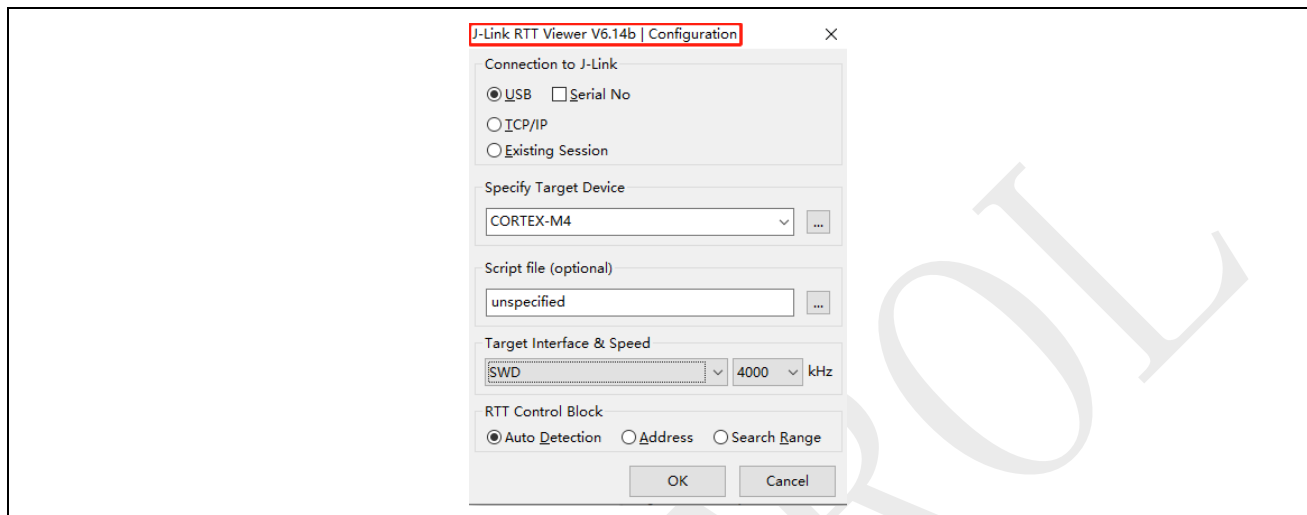 J-Link RTT Viewer V6.14b | Configuration
Connection to J-Link
USB Serial No
TCP/IP
Existing Session
Specify Target Device
CORTEX-M4
...
Script file (optional)
unspecified
...
Target Interface & Speed
SWD 4000 kHz
RTT Control Block
Auto Detection Address Search Range
OK Cancel
ROL